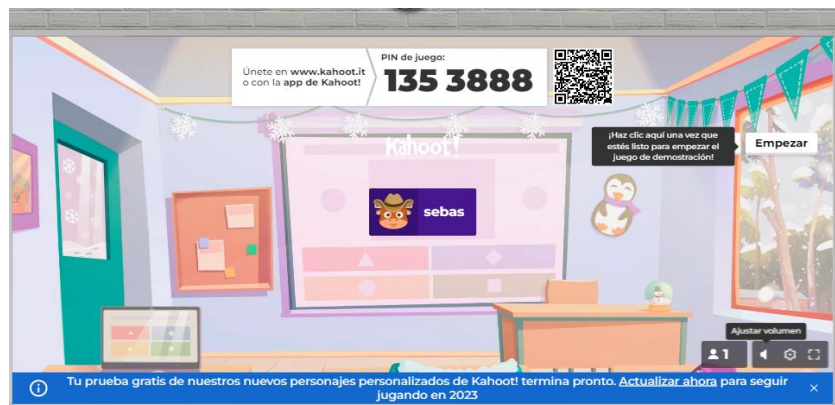 Únete en www.kahoot.it
o con la app de Kahoot!
PIN de juego:
135 3888
¡Haz clic aquí una vez que
estés listo para empezar el
juego de demostración!
Empezar
Kahoot!
sebas
Ajustar volumen
1
Tu prueba gratis de nuestros nuevos personajes personalizados de Kahoot! termina pronto. Actualizar ahora para seguir
jugando en 2023